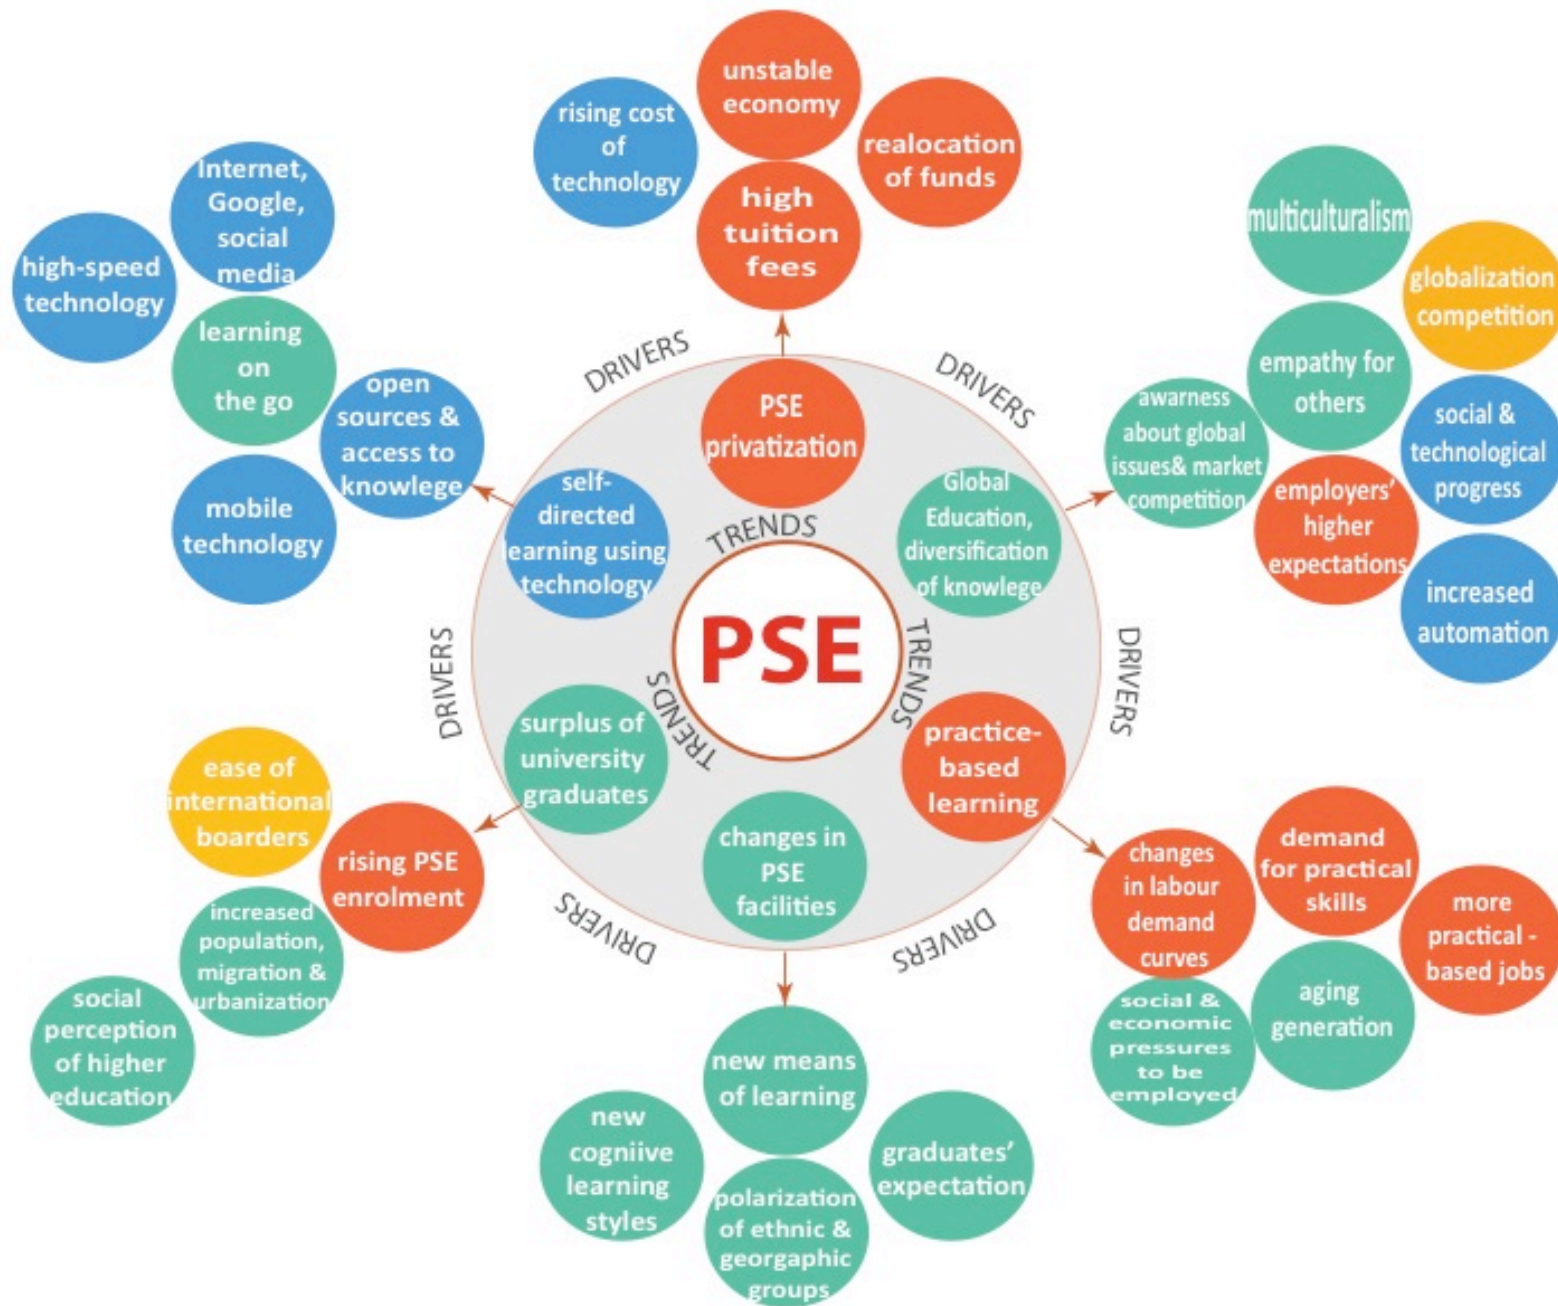 unstable
economy
rising cost
of
technology
realocation
of funds
high
tuition
fees
Internet,
Google,
social
media
high-speed
technology
learning
on
the go
open
sources &
access to
knowlege
mobile
technology
multiculturalism
globalization
competition
empathy for
others
awarness
about global
issues& market
competition
social &
technological
progress
employers'
higher
expectations
increased
automation
DRIVERS
DRIVERS
DRIVERS
DRIVERS
DRIVERS
DRIVERS
PSE
privatization
self-
directed
learning using
technology
Global
Education,
diversification
of knowlege
TRENDS
TRENDS
TRENDS
PSE
surplus of
university
graduates
practice-
based
learning
changes in
PSE
facilities
ease of
international
boarders
rising PSE
enrolment
increased
population,
migration &
urbanization
social
perception
of higher
education
changes
in labour
demand
curves
demand
for practical
skills
more
practical -
based jobs
social &
economic
pressures
to be
employed
aging
generation
new means
of learning
new
cogniive
learning
styles
graduates'
expectation
polarization
of ethnic &
georgaphic
groups